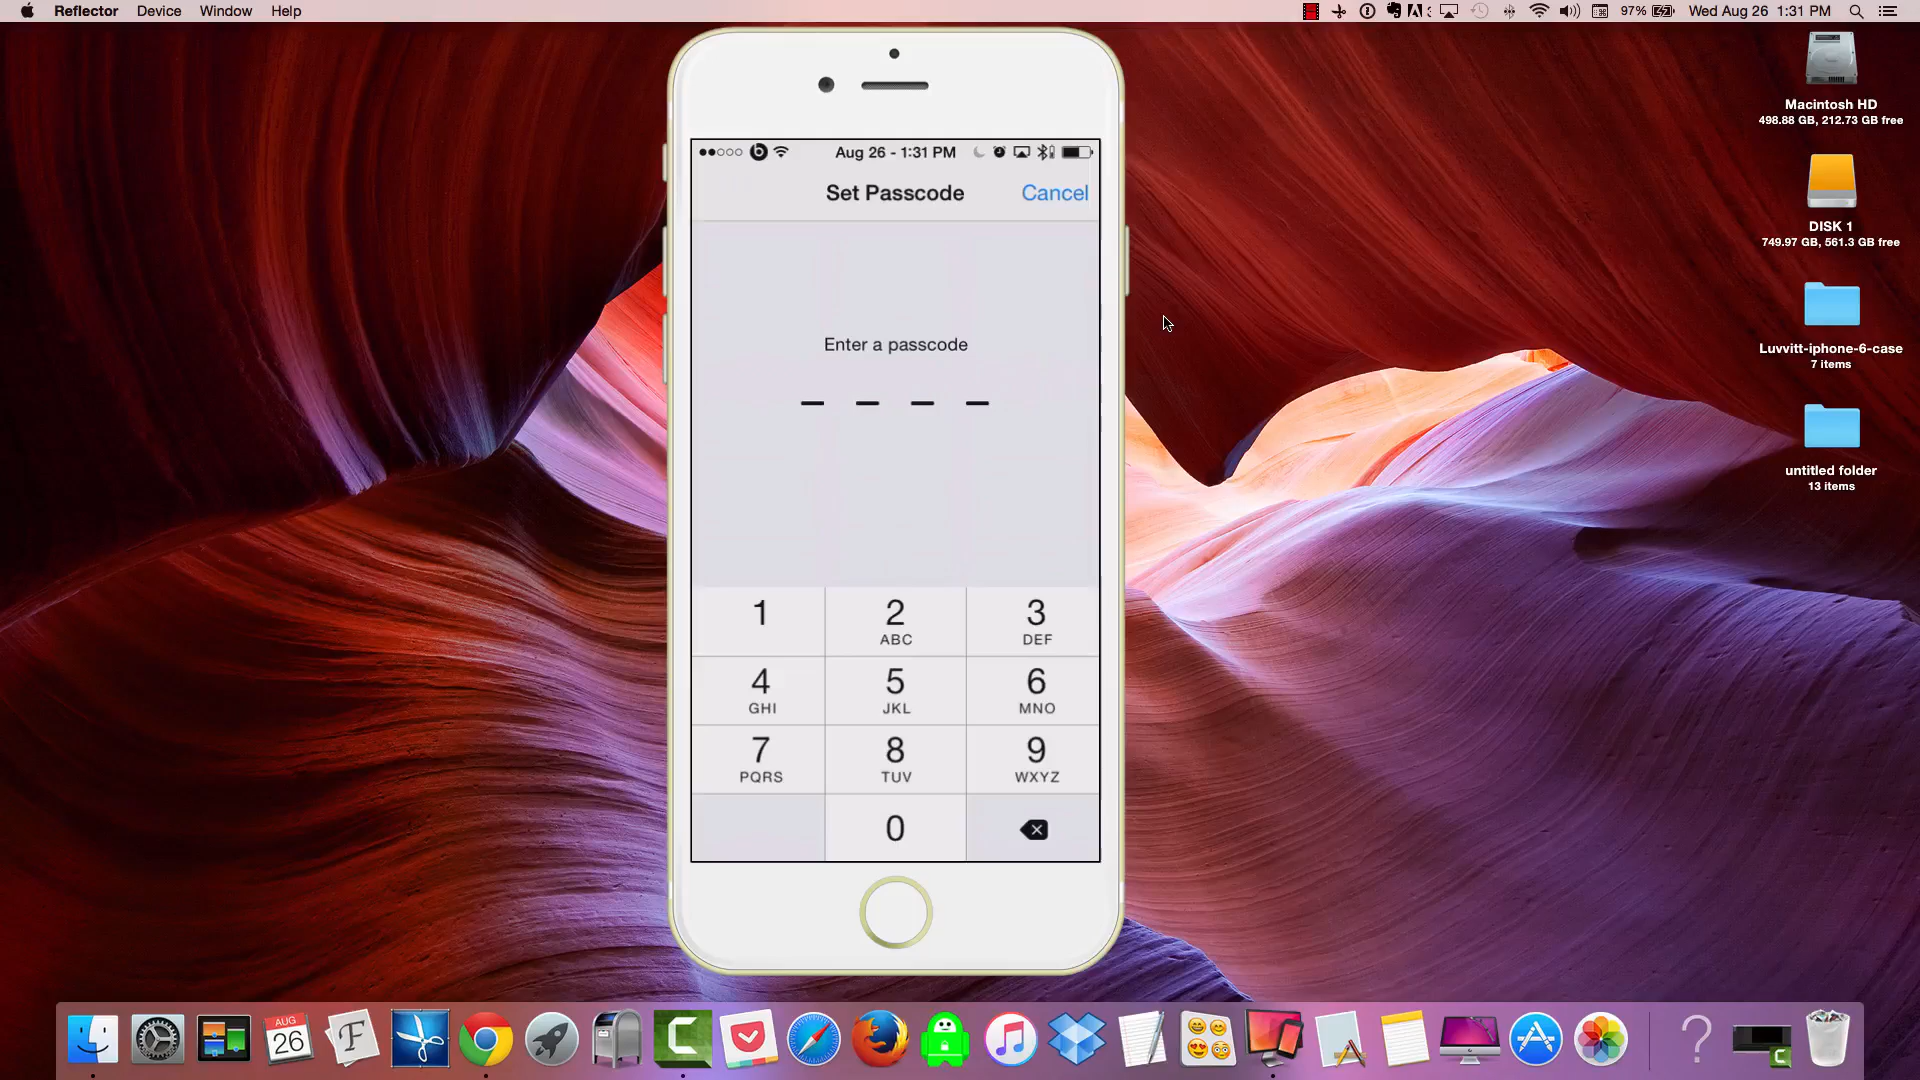 Reflector Device Window Help
97% Wed Aug 26 1:31 PM
Aug 26 - 1:31 PM
Set Passcode Cancel
Enter a passcode
1 2 3
ABC DEF
4 5 6
GHI JKL MNO
7 8 9
PQRS TUV WXYZ
0
Macintosh HD
498.88 GB, 212.73 GB free
DISK 1
749.97 GB, 561.3 GB free
Luvvitt-iphone-6-case
7 items
untitled folder
13 items
AUG
26